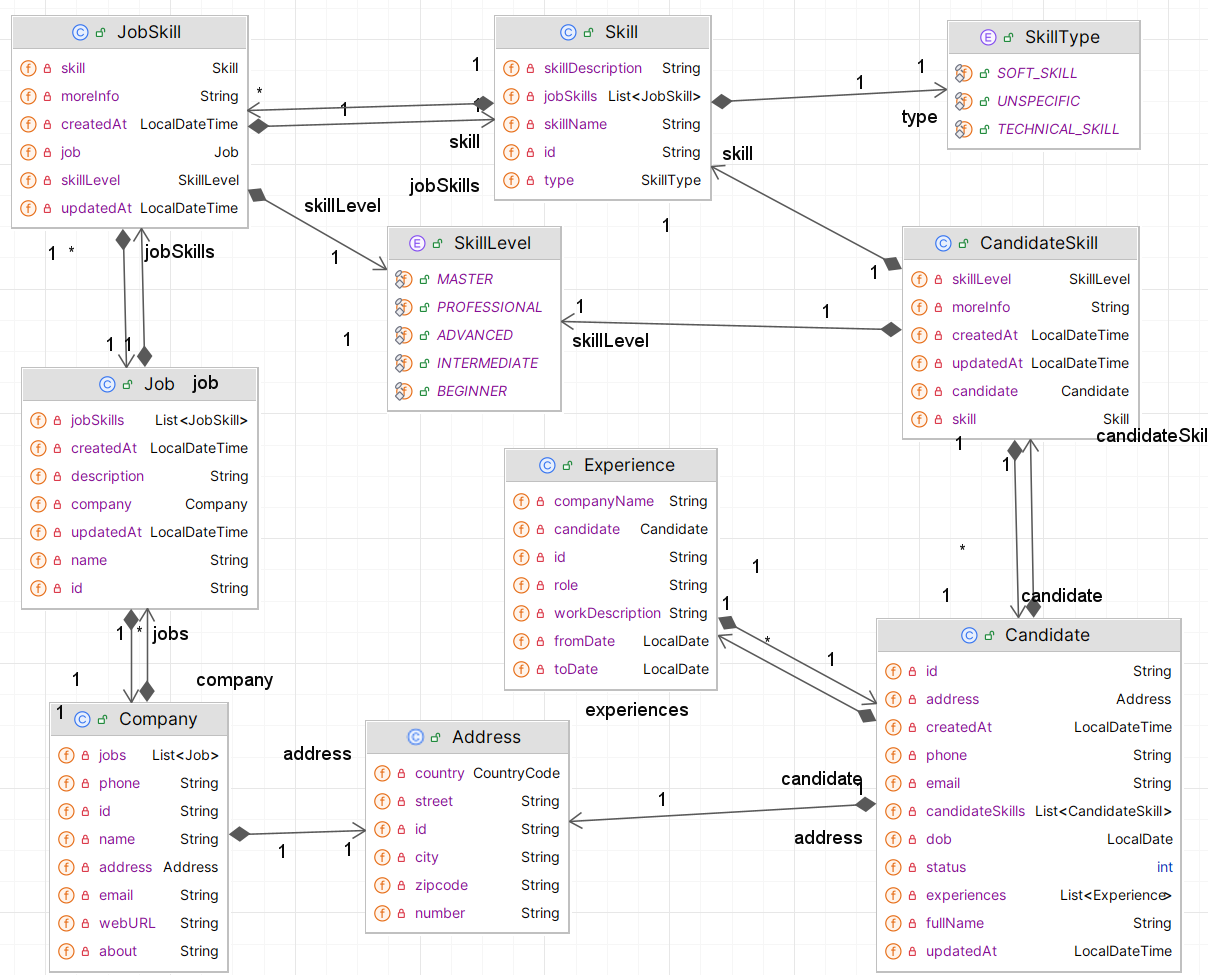 JobSkill
skill Skill
moreInfo String
createdAt LocalDateTime
job Job
skillLevel SkillLevel
updatedAt LocalDateTime
Skill
skillDescription String
jobSkills List<JobSkill>
skillName String
id String
type SkillType
SkillType
SOFT_SKILL
UNSPECIFIC
TECHNICAL_SKILL
1
*
1
1
skill
jobSkills
1
1
type
skill
1
1
skillLevel
1
1 *
jobSkills
1 1
SkillLevel
MASTER
PROFESSIONAL
ADVANCED
INTERMEDIATE
BEGINNER
1
1
1
skillLevel
CandidateSkill
skillLevel SkillLevel
moreInfo String
createdAt LocalDateTime
updatedAt LocalDateTime
candidate Candidate
skill Skill
candidateSkil
1
1
*
1
candidate
Job job
jobSkills List<JobSkill>
createdAt LocalDateTime
description String
company Company
updatedAt LocalDateTime
name String
id String
1 * jobs
1
company
1
Experience
companyName String
candidate Candidate
id String
role String
workDescription String
fromDate LocalDate
toDate LocalDate
1
1
*
1
experiences
candidate
1
1
address
Company
jobs List<Job>
phone String
id String
name String
address Address
email String
webURL String
about String
address
1
1
Address
country CountryCode
street String
id String
city String
zipcode String
number String
Candidate
id String
address Address
createdAt LocalDateTime
phone String
email String
candidateSkills List<CandidateSkill>
dob LocalDate
status int
experiences List<Experience>
fullName String
updatedAt LocalDateTime